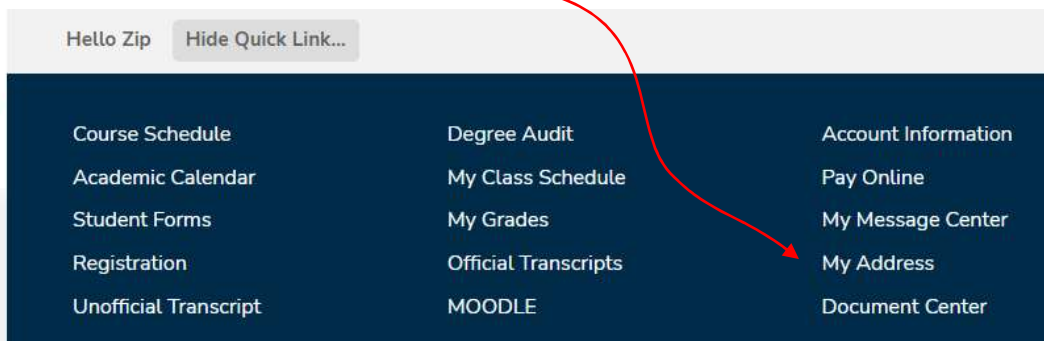 Hello Zip Hide Quick Link...
Course Schedule Degree Audit Account Information
Academic Calendar My Class Schedule Pay Online
Student Forms My Grades My Message Center
Registration Official Transcripts My Address
Unofficial Transcript MOODLE Document Center